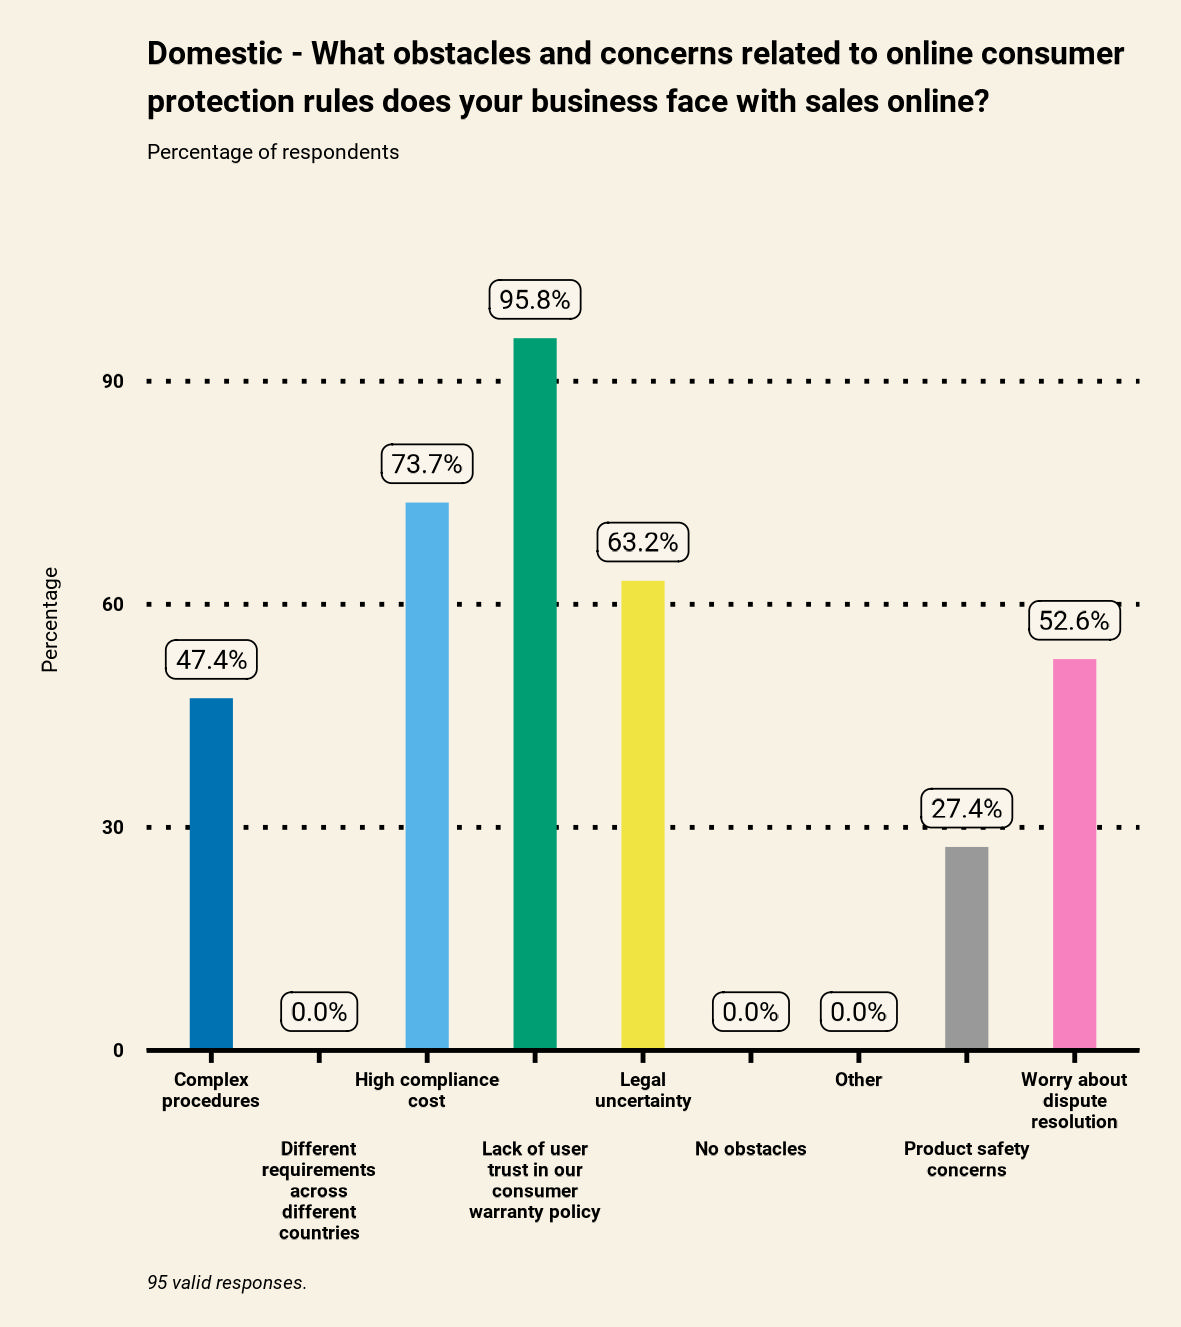 Domestic - What obstacles and concerns related to online consumer
protection rules does your business face with sales online?
Percentage of respondents
95.8%
90
73.7%
63.2%
60
52.6%
Percentage
47.4%
27.4%
30
0.0%
0.0%
0.0%
0
Complex
procedures
High compliance
cost
Legal
uncertainty
Other
Worry about
dispute
resolution
Different
requirements
across
different
countries
Lack of user
trust in our
consumer
warranty policy
No obstacles
Product safety
concerns
95 valid responses.